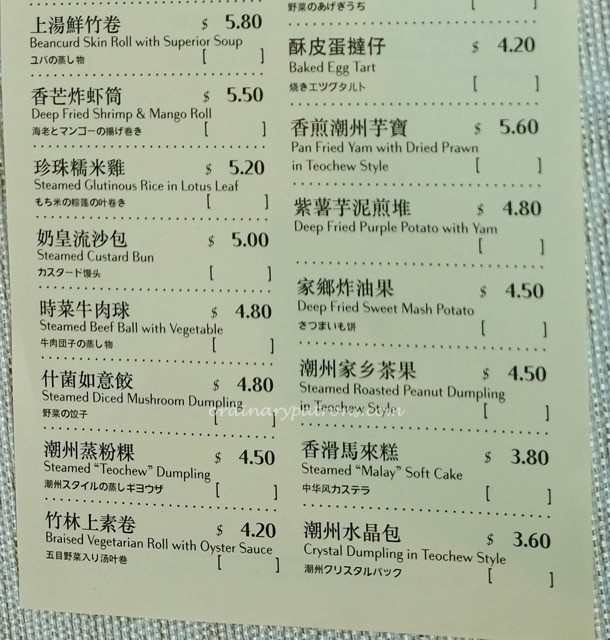 上湯鮮竹卷 $ 5.80
Beancurd Skin Roll with Superior Soup
ユバの蒸し物 [ ]
香芒炸虾筒 $ 5.50
Deep Fried Shrimp & Mango Roll
海老とマンゴーの揚げ巻き [ ]
珍珠糯米雞 $ 5.20
Steamed Glutinous Rice in Lotus Leaf
もち米の粽蓮の叶巻き [ ]
奶皇流沙包 $ 5.00
Steamed Custard Bun
カスタード馒头 [ ]
時菜牛肉球 $ 4.80
Steamed Beef Ball with Vegetable
牛肉団子の蒸し物 [ ]
什菌如意餃 $ 4.80
Steamed Diced Mushroom Dumpling
野菜の饺子 [ ]
潮州蒸粉粿 $ 4.50
Steamed "Teochew" Dumpling
潮州スタイルの蒸しギヨウザ [ ]
竹林上素卷 $ 4.20
Braised Vegetarian Roll with Oyster Sauce
五目野菜入り汤叶巻 [ ]
野菜のあげぎうち [ ]
酥皮蛋撻仔 $ 4.20
Baked Egg Tart
焼きエツグタルト [ ]
香煎潮州芋寶 $ 5.60
Pan Fried Yam with Dried Prawn
in Teochew Style [ ]
紫薯芋泥煎堆 $ 4.80
Deep Fried Purple Potato with Yam
[ ]
家鄉炸油果 $ 4.50
Deep Fried Sweet Mash Potato
さつまいも饼 [ ]
潮州家乡茶果 $ 4.50
Steamed Roasted Peanut Dumpling
in Teochew Style [ ]
香滑馬來糕 $ 3.80
Steamed "Malay" Soft Cake
中华风力ステラ [ ]
潮州水晶包 $ 3.60
Crystal Dumpling in Teochew Style
潮州クリスタルパック [ ]
ordinarypatrons.com